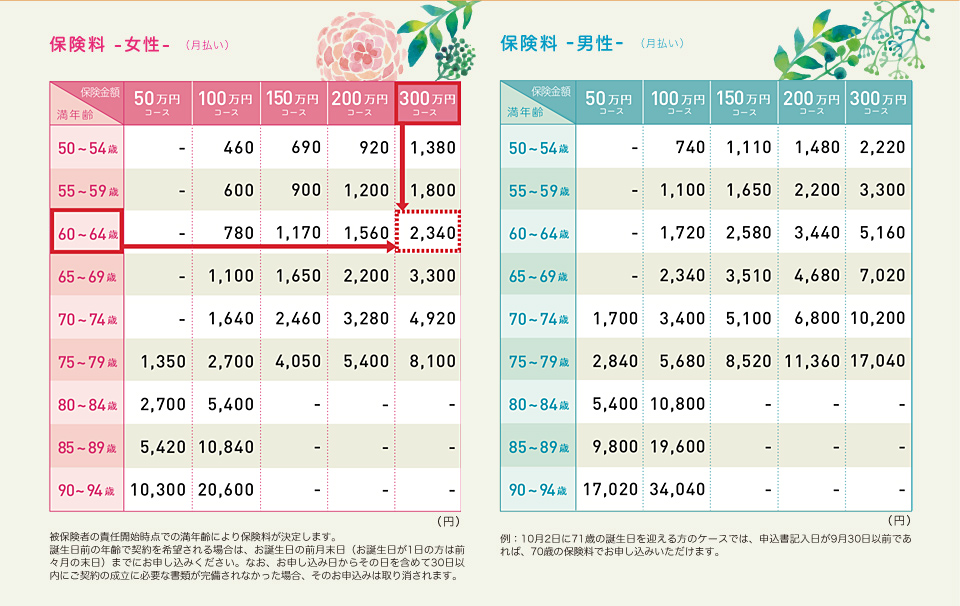 保険料 -女性- （月払い）
保険金額 満年齢 50万円コース 100万円コース 150万円コース 200万円コース 300万円コース
50～54歳 - 460 690 920 1,380
55～59歳 - 600 900 1,200 1,800
60～64歳 - 780 1,170 1,560 2,340
65～69歳 - 1,100 1,650 2,200 3,300
70～74歳 - 1,640 2,460 3,280 4,920
75～79歳 1,350 2,700 4,050 5,400 8,100
80～84歳 2,700 5,400 - - -
85～89歳 5,420 10,840 - - -
90～94歳 10,300 20,600 - - -
（円）
被保険者の責任開始時点での満年齢により保険料が決定します。
誕生日前の年齢で契約を希望される場合は、お誕生日の前月末日（お誕生日が1日の方は前
々月の末日）までにお申し込みください。なお、お申し込み日からその日を含めて30日以
内にご契約の成立に必要な書類が完備されなかった場合、そのお申込みは取り消されます。
保険料 -男性- （月払い）
保険金額 満年齢 50万円コース 100万円コース 150万円コース 200万円コース 300万円コース
50～54歳 - 740 1,110 1,480 2,220
55～59歳 - 1,100 1,650 2,200 3,300
60～64歳 - 1,720 2,580 3,440 5,160
65～69歳 - 2,340 3,510 4,680 7,020
70～74歳 1,700 3,400 5,100 6,800 10,200
75～79歳 2,840 5,680 8,520 11,360 17,040
80～84歳 5,400 10,800 - - -
85～89歳 9,800 19,600 - - -
90～94歳 17,020 34,040 - - -
（円）
例：10月2日に71歳の誕生日を迎える方のケースでは、申込書記入日が9月30日以前であ
れば、70歳の保険料でお申し込みいただけます。